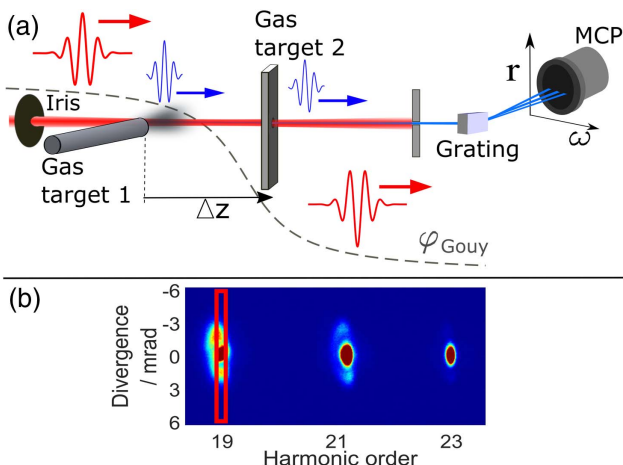 (a)
Iris
Gas
target 1
Δz
Gas
target 2
φGouy
Grating
r
ω
MCP
(b)
Divergence
/ mrad
-6
-3
0
3
6
19
21
23
Harmonic order